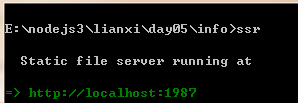 E:\nodejs3\lianxi\day05\info>ssr
Static file server running at
=> http://localhost:1987